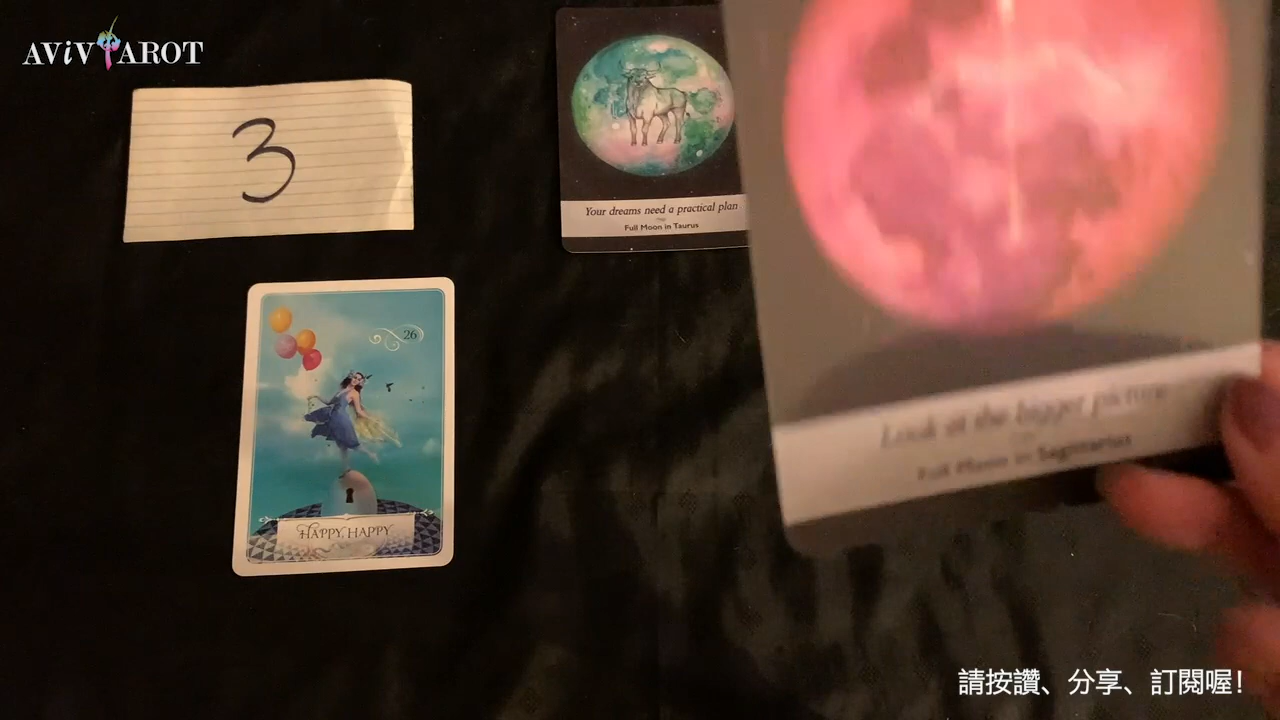 AViVTAROT
3
Your dreams need a practical plan
Full Moon in Taurus
26
HAPPY, HAPPY
Look at the bigger picture
Full Moon in Sagittarius
請按讚、分享、訂閱喔!